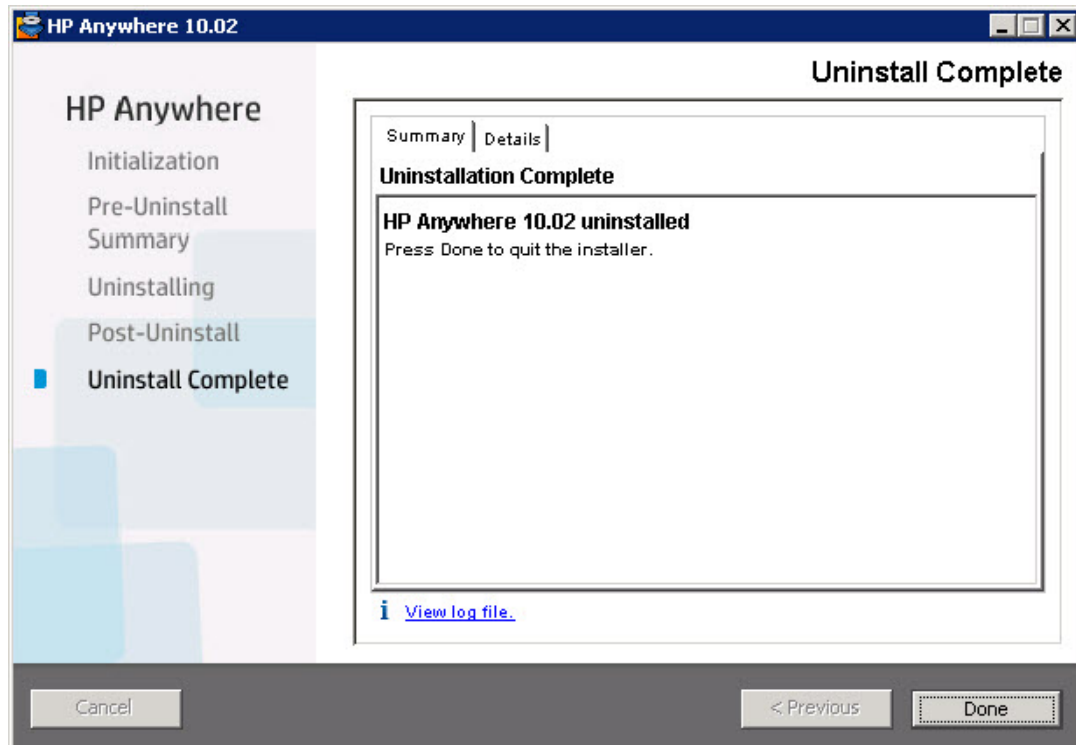 HP Anywhere 10.02
Uninstall Complete
HP Anywhere
Initialization
Pre-Uninstall
Summary
Uninstalling
Post-Uninstall
Uninstall Complete
Summary
Details
Uninstallation Complete
HP Anywhere 10.02 uninstalled
Press Done to quit the installer.
i View log file.
Cancel
< Previous
Done